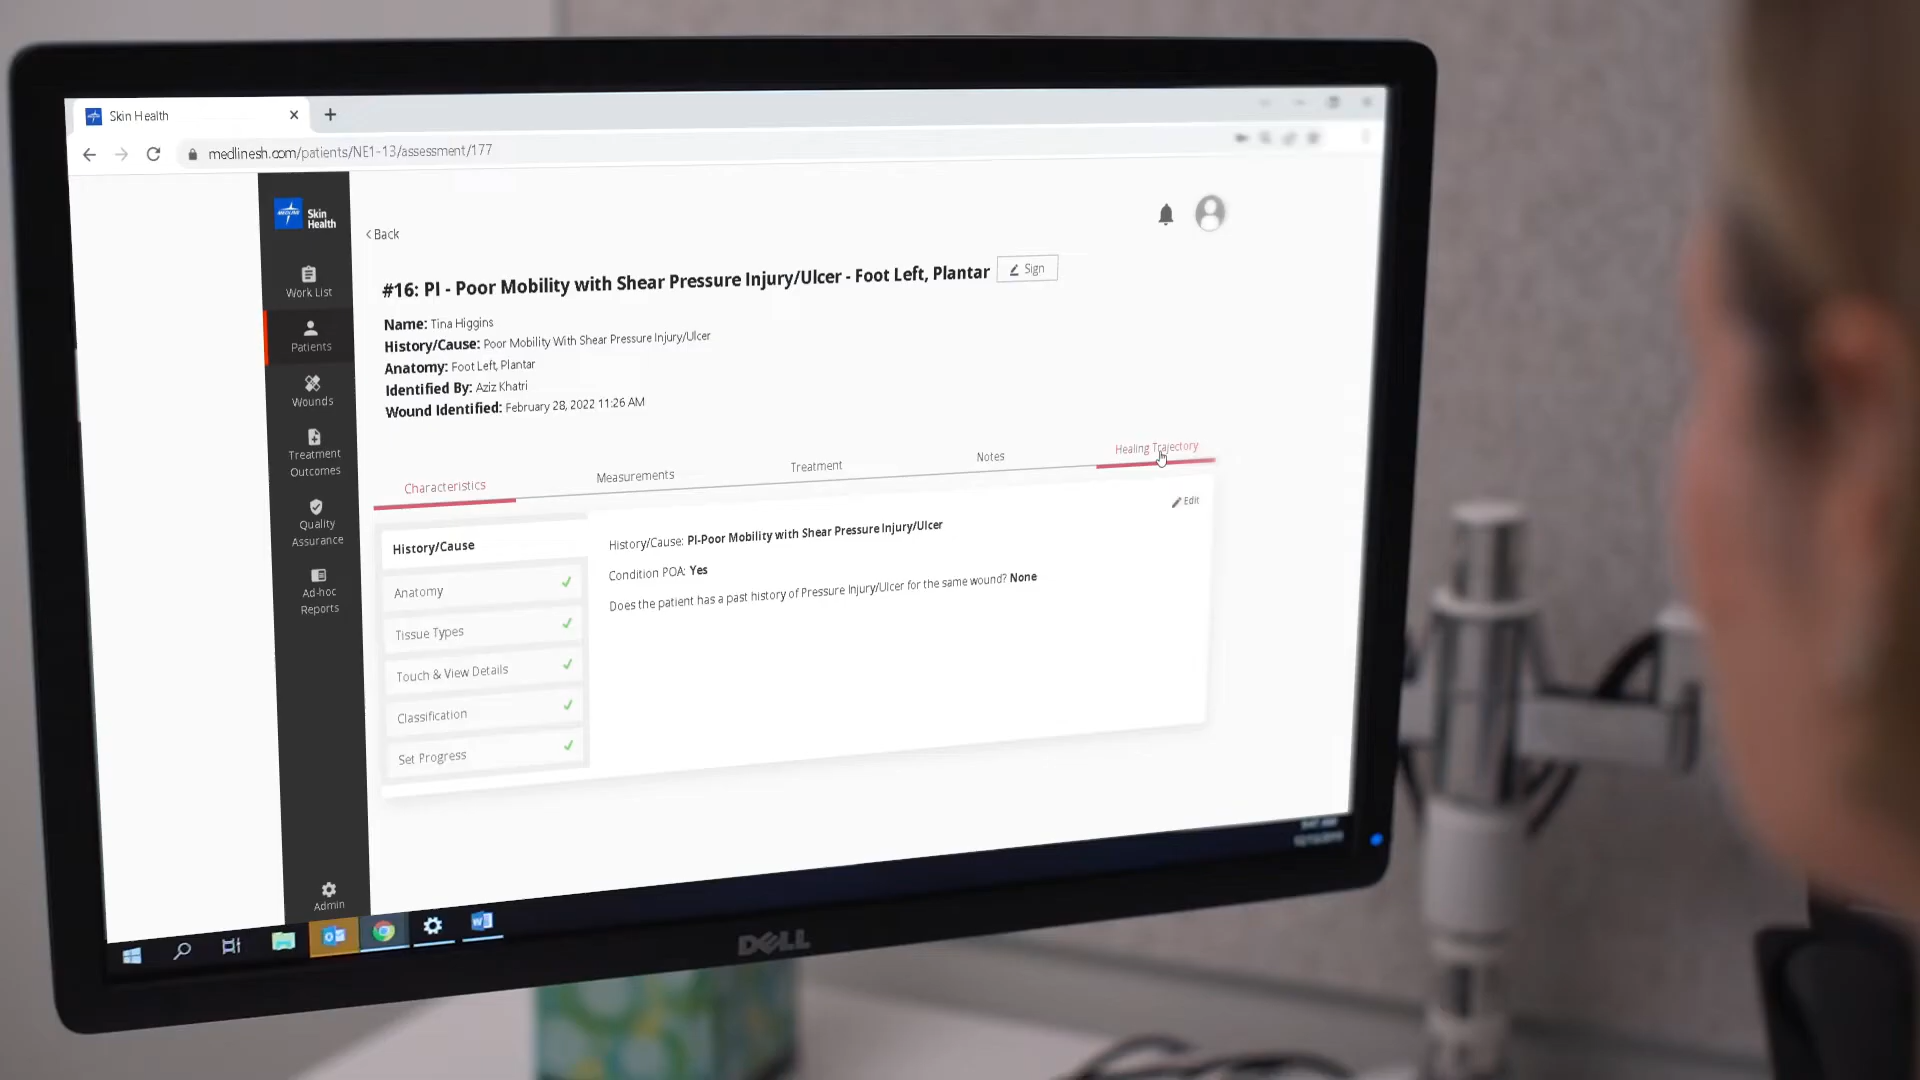 Skin Health
medlinesh.com/patients/NE1-13/assessment/177
MEDLINE
Skin
Health
Back
#16: PI - Poor Mobility with Shear Pressure Injury/Ulcer - Foot Left, Plantar
Sign
Work List
Patients
Wounds
Treatment
Outcomes
Quality
Assurance
Ad-hoc
Reports
Admin
Name: Tina Higgins
History/Cause: Poor Mobility With Shear Pressure Injury/Ulcer
Anatomy: Foot Left, Plantar
Identified By: Aziz Khatri
Wound Identified: February 28, 2022 11:26 AM
Characteristics
Measurements
Treatment
Notes
Healing Trajectory
Edit
History/Cause
Anatomy
Tissue Types
Touch & View Details
Classification
Set Progress
History/Cause: PI-Poor Mobility with Shear Pressure Injury/Ulcer
Condition POA: Yes
Does the patient has a past history of Pressure Injury/Ulcer for the same wound? None
DELL